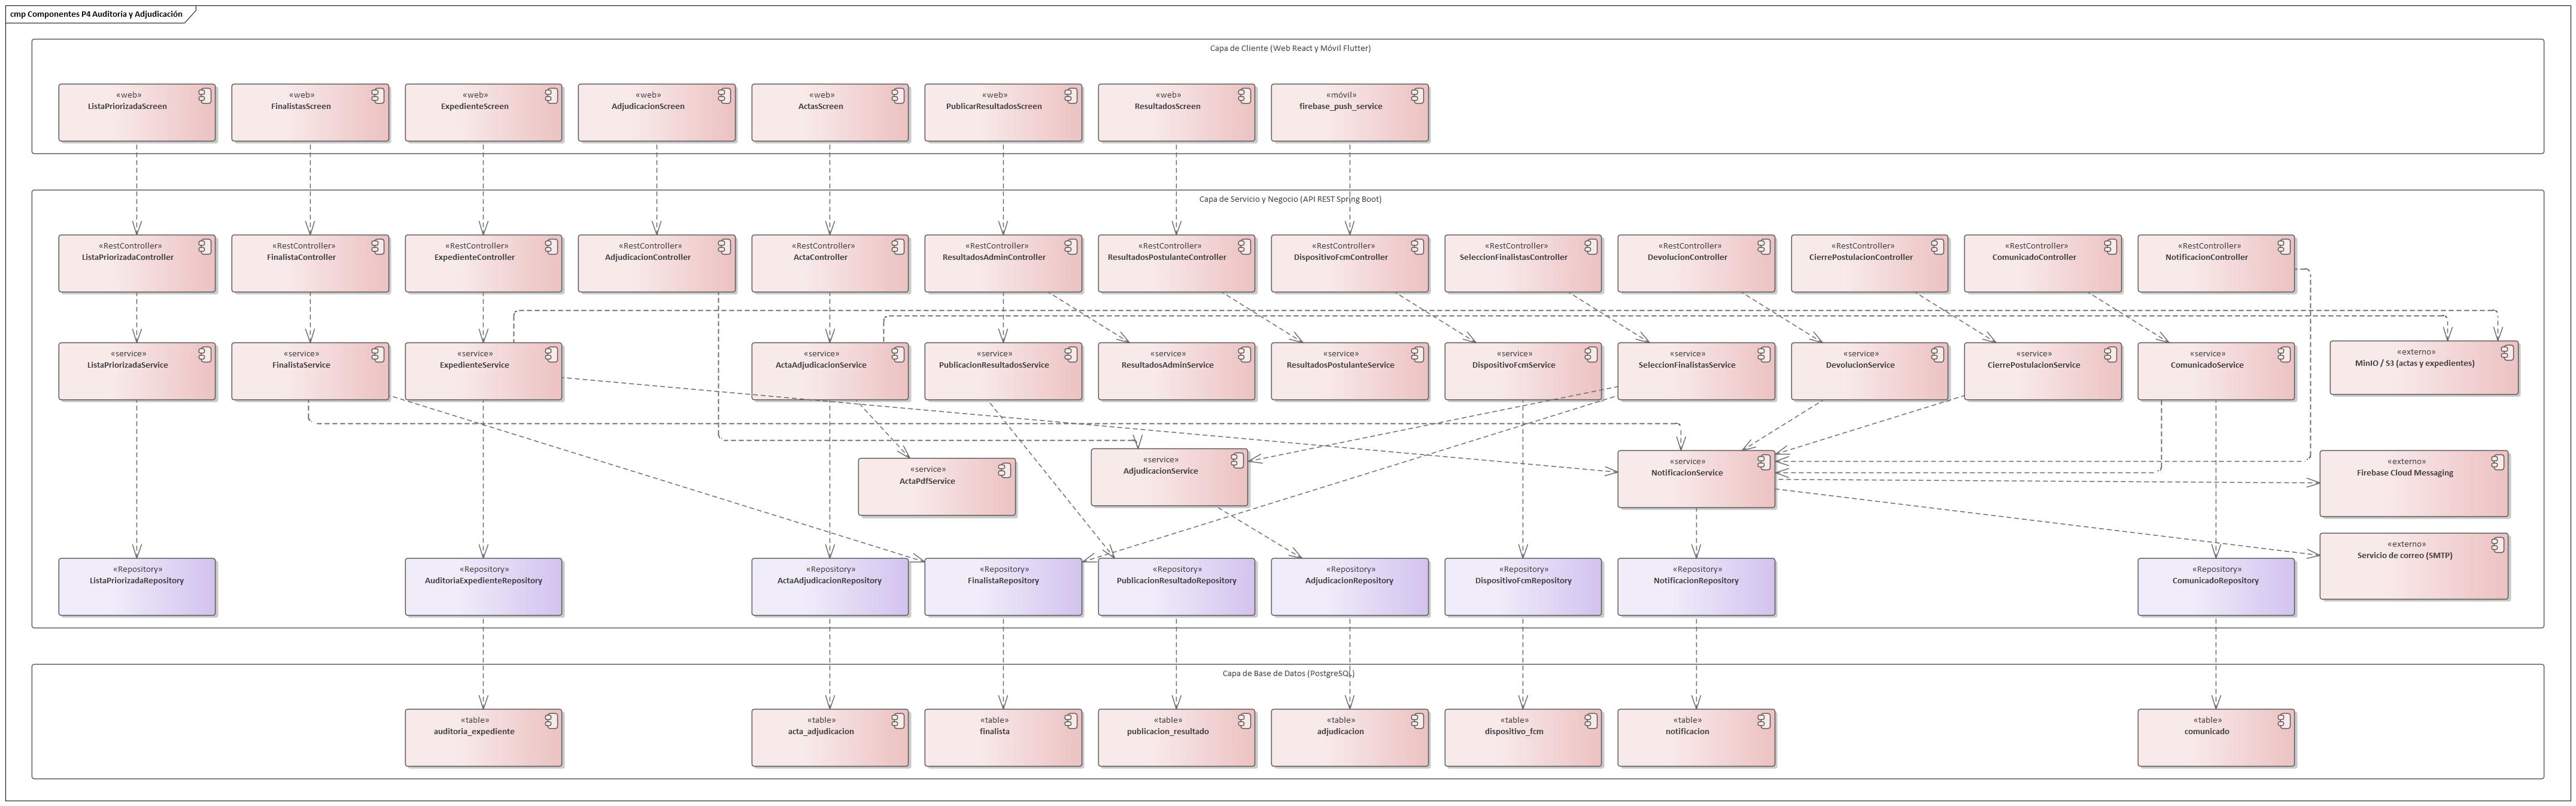 cmp Componentes P4 Auditoría y Adjudicación
Capa de Cliente (Web React y Móvil Flutter)
«web»
ListaPriorizadaScreen
«web»
FinalistasScreen
«web»
ExpedienteScreen
«web»
AdjudicacionScreen
«web»
ActasScreen
«web»
PublicarResultadosScreen
«web»
ResultadosScreen
«móvil»
firebase_push_service
Capa de Servicio y Negocio (API REST Spring Boot)
«RestController»
ListaPriorizadaController
«RestController»
FinalistaController
«RestController»
ExpedienteController
«RestController»
AdjudicacionController
«RestController»
ActaController
«RestController»
ResultadosAdminController
«RestController»
ResultadosPostulanteController
«RestController»
DispositivoFcmController
«RestController»
SeleccionFinalistasController
«RestController»
DevolucionController
«RestController»
CierrePostulacionController
«RestController»
ComunicadoController
«RestController»
NotificacionController
«service»
ListaPriorizadaService
«service»
FinalistaService
«service»
ExpedienteService
«service»
ActaAdjudicacionService
«service»
PublicacionResultadosService
«service»
ResultadosAdminService
«service»
ResultadosPostulanteService
«service»
DispositivoFcmService
«service»
SeleccionFinalistasService
«service»
DevolucionService
«service»
CierrePostulacionService
«service»
ComunicadoService
«externo»
MinIO / S3 (actas y expedientes)
«service»
ActaPdfService
«service»
AdjudicacionService
«service»
NotificacionService
«externo»
Firebase Cloud Messaging
«externo»
Servicio de correo (SMTP)
«Repository»
ListaPriorizadaRepository
«Repository»
AuditoriaExpedienteRepository
«Repository»
ActaAdjudicacionRepository
«Repository»
FinalistaRepository
«Repository»
PublicacionResultadoRepository
«Repository»
AdjudicacionRepository
«Repository»
DispositivoFcmRepository
«Repository»
NotificacionRepository
«Repository»
ComunicadoRepository
Capa de Base de Datos (PostgreSQL)
«table»
auditoria_expediente
«table»
acta_adjudicacion
«table»
finalista
«table»
publicacion_resultado
«table»
adjudicacion
«table»
dispositivo_fcm
«table»
notificacion
«table»
comunicado